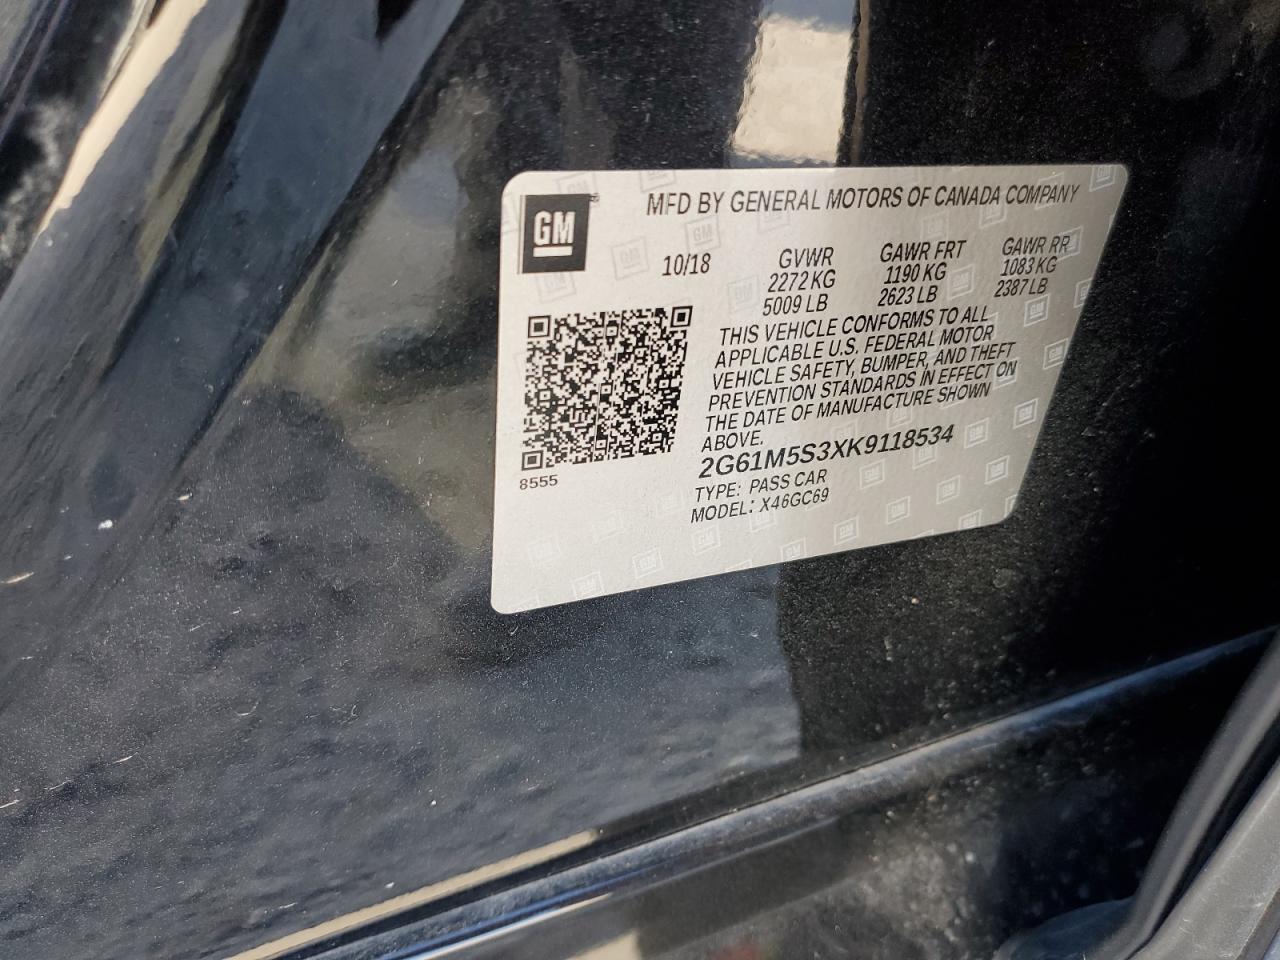 GM
MFD BY GENERAL MOTORS OF CANADA COMPANY
10/18
GVWR
2272 KG
5009 LB
GAWR FRT
1190 KG
2623 LB
GAWR RR
1083 KG
2387 LB
THIS VEHICLE CONFORMS TO ALL
APPLICABLE U.S. FEDERAL MOTOR
VEHICLE SAFETY, BUMPER, AND THEFT
PREVENTION STANDARDS IN EFFECT ON
THE DATE OF MANUFACTURE SHOWN
ABOVE.
8555
2G61M5S3XK9118534
TYPE: PASS CAR
MODEL: X46GC69